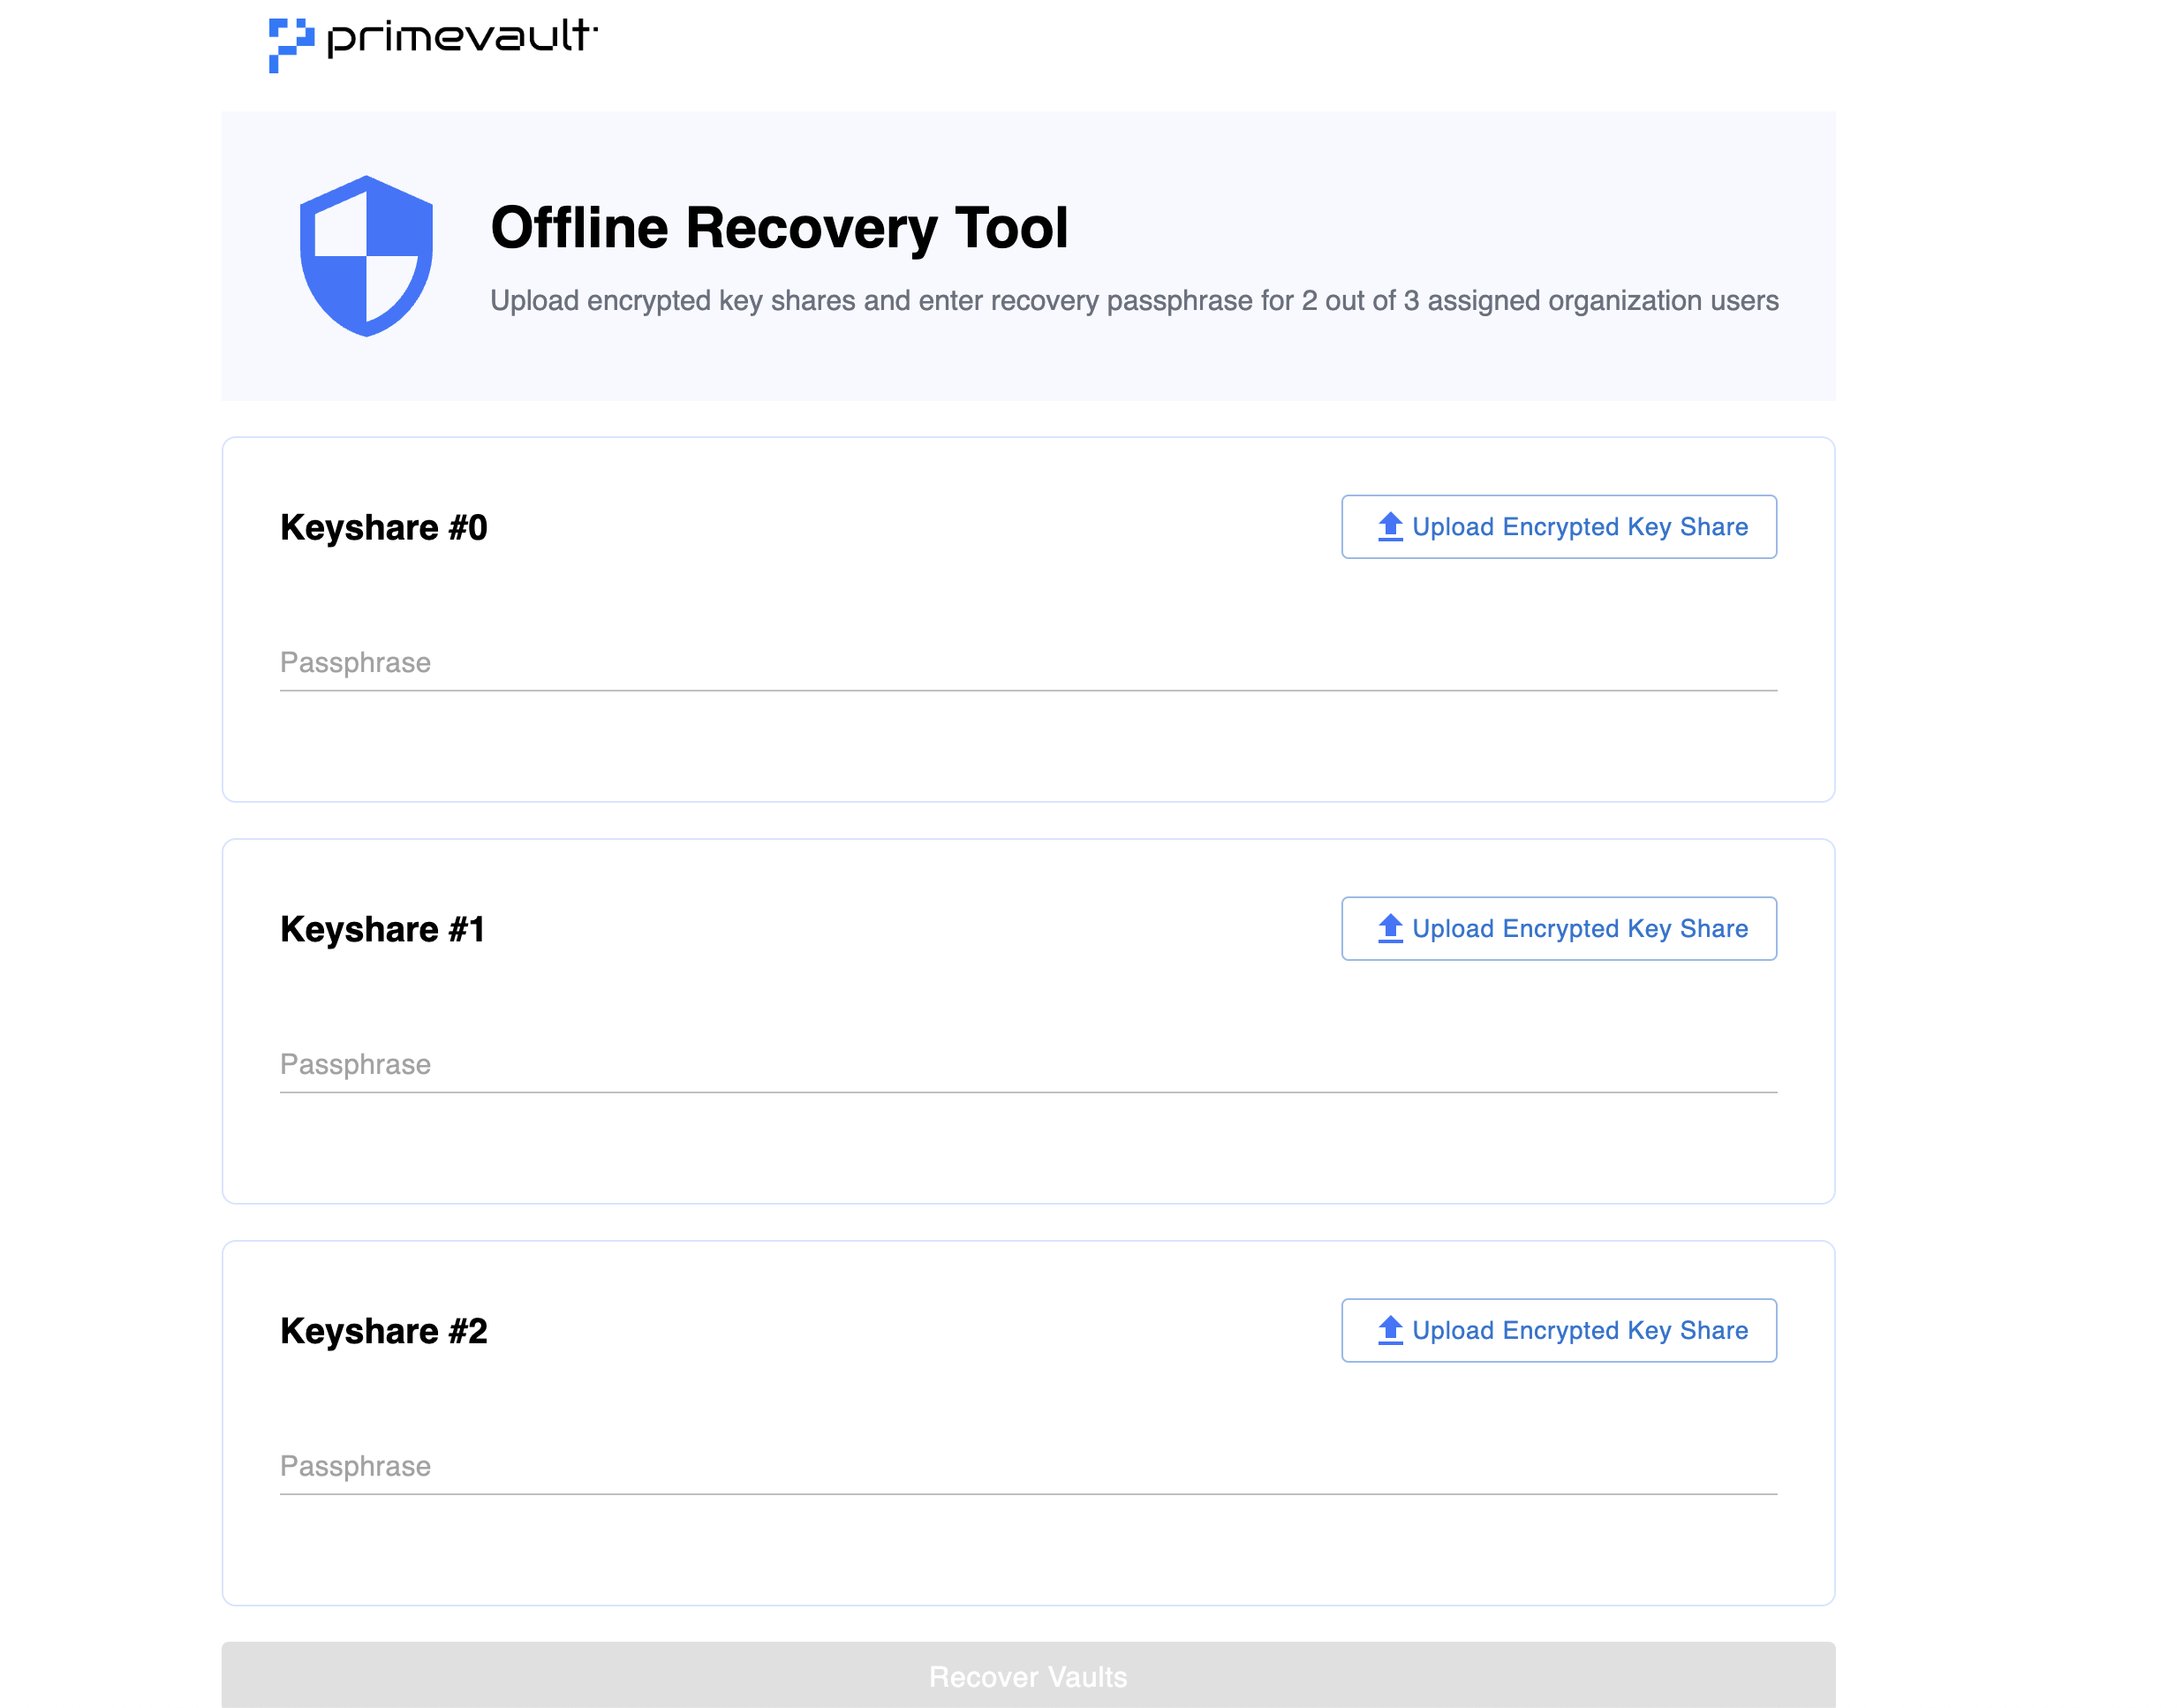 primevault
Offline Recovery Tool
Upload encrypted key shares and enter recovery passphrase for 2 out of 3 assigned organization users
Keyshare #0
Upload Encrypted Key Share
Passphrase
Keyshare #1
Upload Encrypted Key Share
Passphrase
Keyshare #2
Upload Encrypted Key Share
Passphrase
Recover Vaults